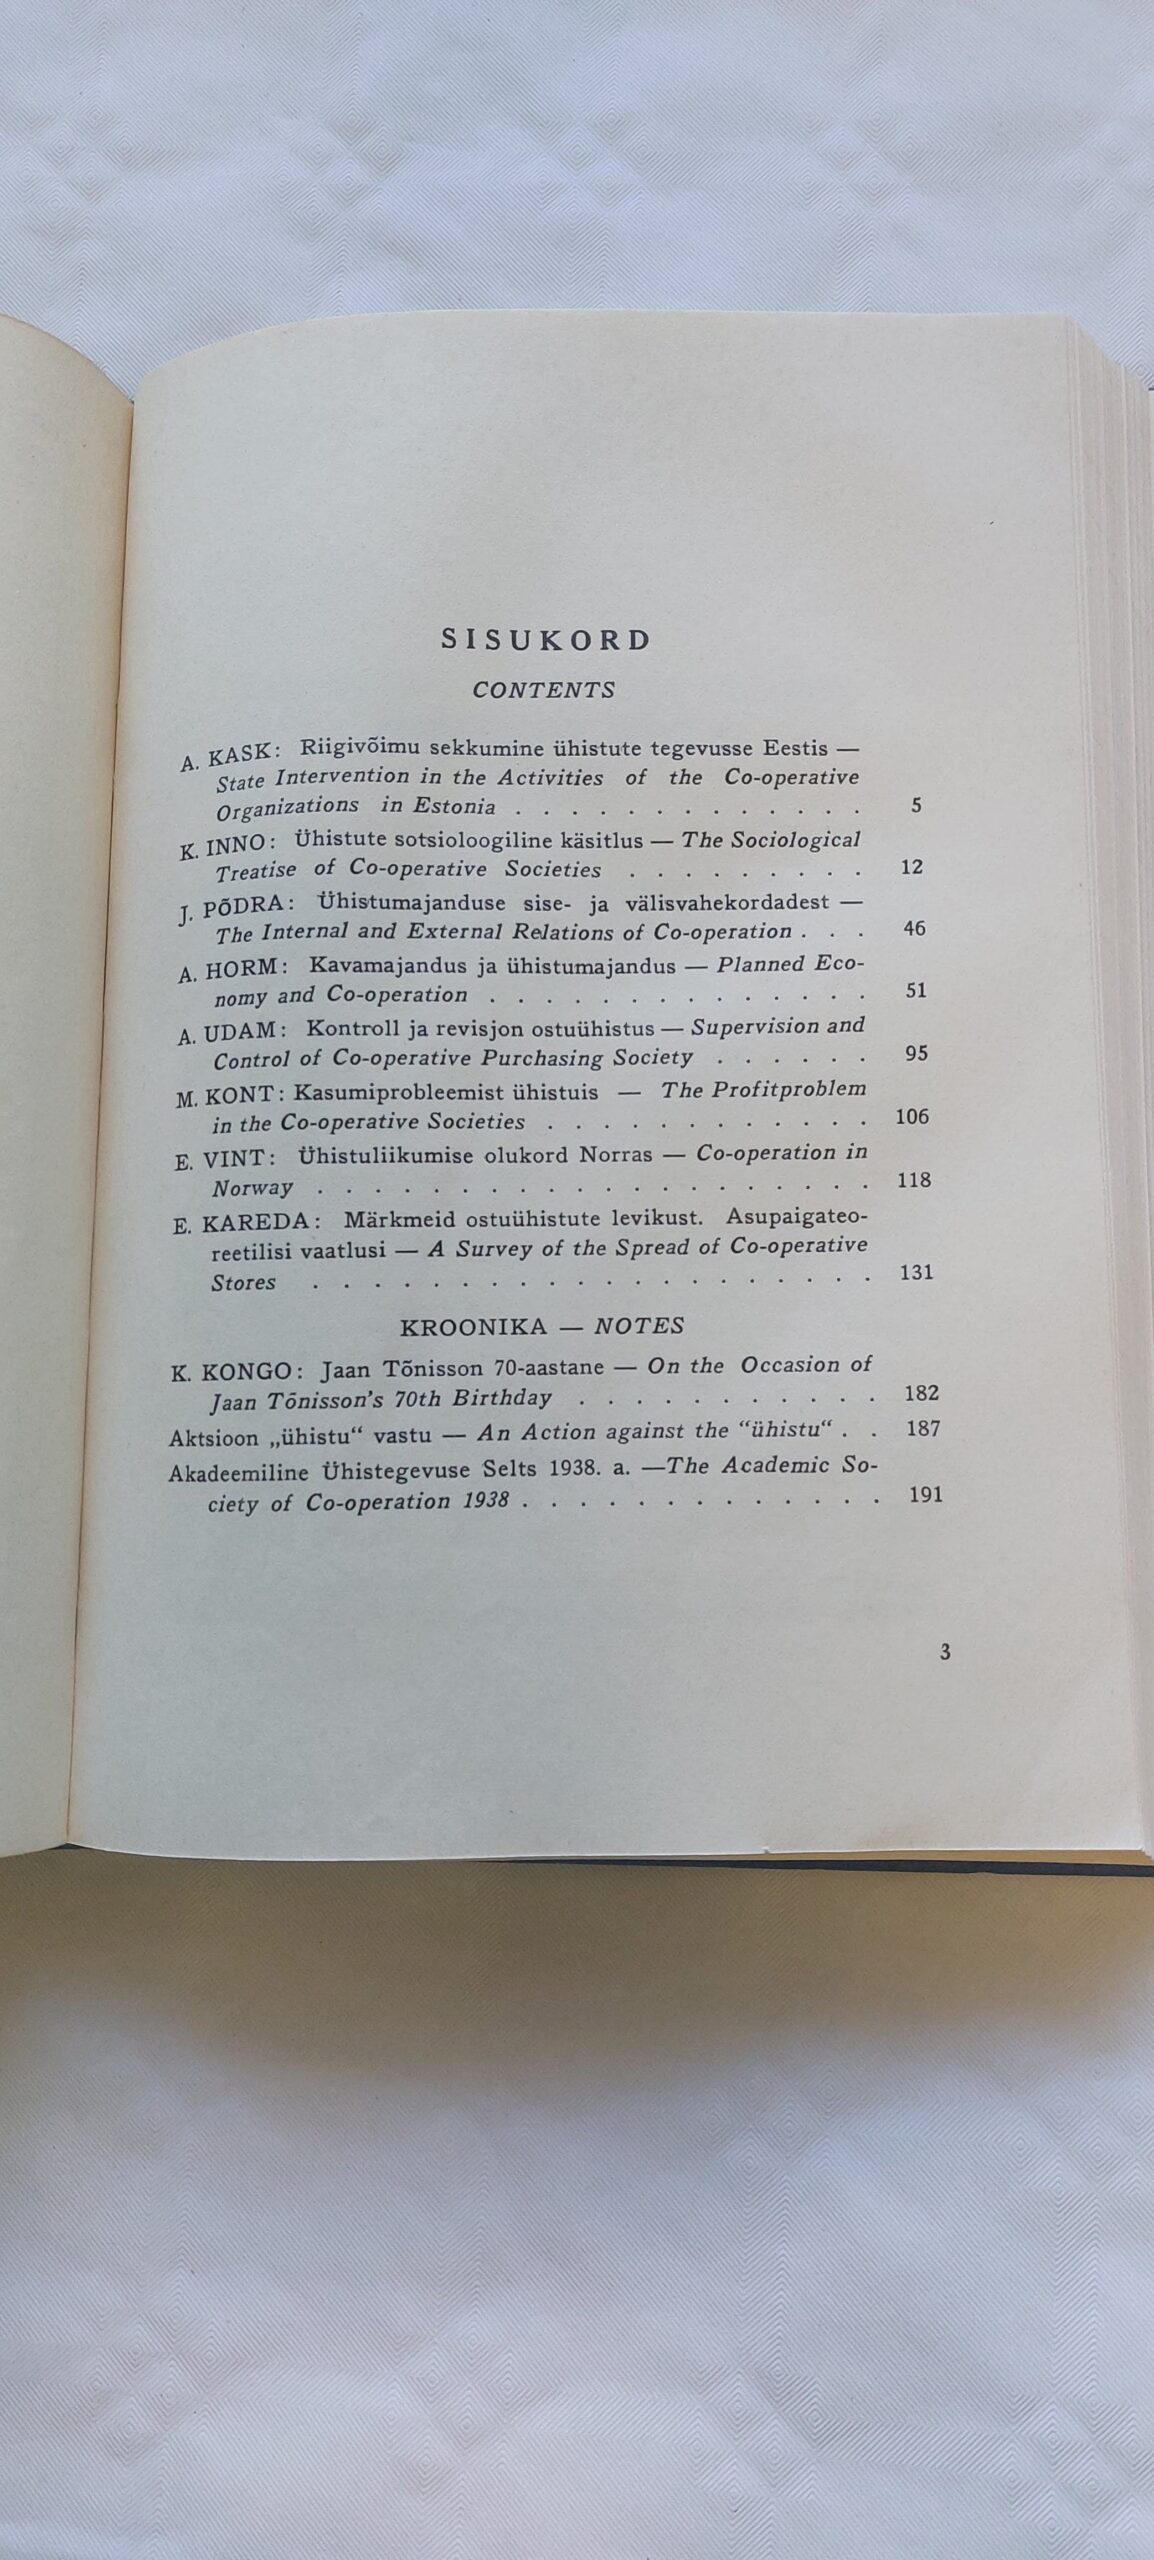 SISUKORD
CONTENTS
A. KASK: Riigivõimu sekkumine ühistute tegevusse Eestis —
State Intervention in the Activities of the Co-operative
Organizations in Estonia . . . . . . . . . . . . . 5
K. INNO: Ühistute sotsioloogiline käsitlus — The Sociological
Treatise of Co-operative Societies . . . . . . . . . 12
J. PÕDRA: Ühistumajanduse sise- ja välisvahekordadest —
The Internal and External Relations of Co-operation . . . 46
A. HORM: Kavamajandus ja ühistumajandus — Planned Eco-
nomy and Co-operation . . . . . . . . . . . . . . 51
A. UDAM: Kontroll ja revisjon ostuühistus — Supervision and
Control of Co-operative Purchasing Society . . . . . . 95
M. KONT: Kasumiprobleemist ühistuis — The Profitproblem
in the Co-operative Societies . . . . . . . . . . . . 106
E. VINT: Ühistuliikumise olukord Norras — Co-operation in
Norway . . . . . . . . . . . . . . . . . . . . 118
E. KAREDA: Märkmeid ostuühistute levikust. Asupaigateo-
reetilisi vaatlusi — A Survey of the Spread of Co-operative
Stores . . . . . . . . . . . . . . . . . . . . 131
KROONIKA — NOTES
K. KONGO: Jaan Tõnisson 70-aastane — On the Occasion of
Jaan Tõnisson's 70th Birthday . . . . . . . . . . . 182
Aktsioon „ühistu“ vastu — An Action against the “ühistu“ . . 187
Akadeemiline Ühistegevuse Selts 1938. a. —The Academic So-
ciety of Co-operation 1938 . . . . . . . . . . . . . 191
3